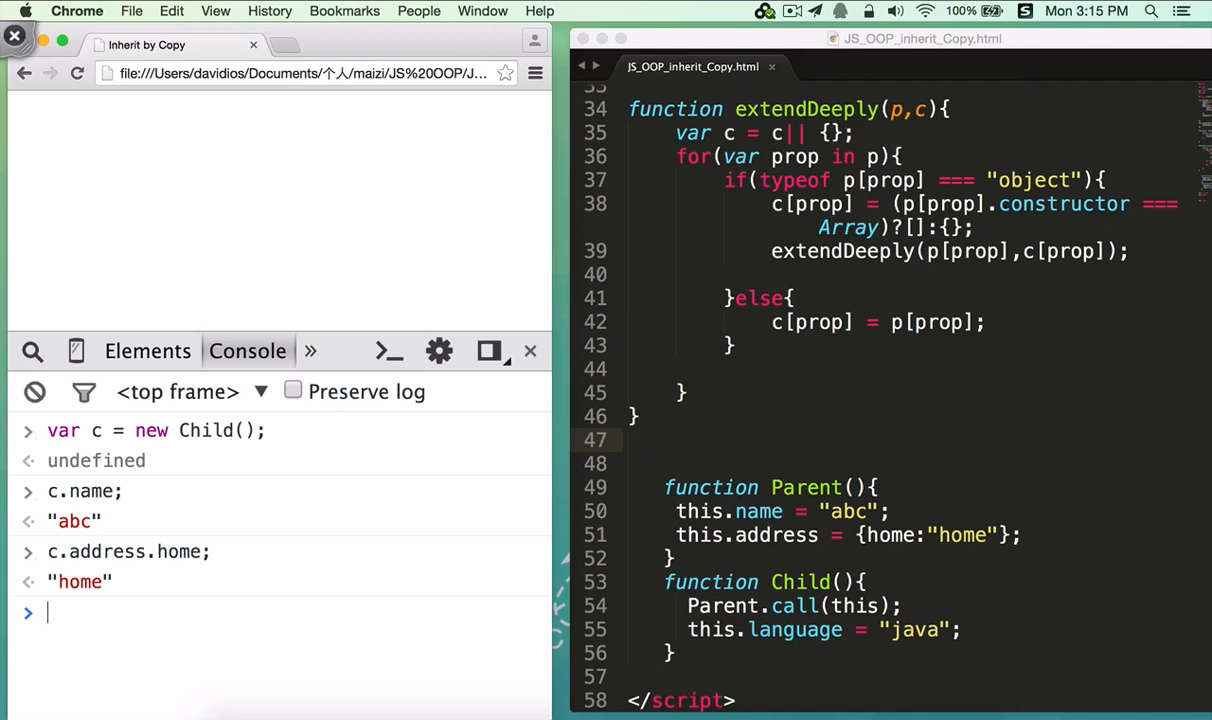 Chrome File Edit View History Bookmarks People Window Help 100% S Mon 3:15 PM
Inherit by Copy
file:///Users/davidios/Documents/个人/maizi/JS%20OOP/J...
Elements Console »
<top frame> ▼ Preserve log
> var c = new Child();
undefined
> c.name;
"abc"
> c.address.home;
"home"
>
JS_OOP_inherit_Copy.html
JS_OOP_inherit_Copy.html ×
33
34 function extendDeeply(p,c){
35 var c = c|| {};
36 for(var prop in p){
37 if(typeof p[prop] === "object"){
38 c[prop] = (p[prop].constructor ===
Array)?[]:{};
39 extendDeeply(p[prop],c[prop]);
40
41 }else{
42 c[prop] = p[prop];
43 }
44
45 }
46 }
47
48
49 function Parent(){
50 this.name = "abc";
51 this.address = {home:"home"};
52 }
53 function Child(){
54 Parent.call(this);
55 this.language = "java";
56 }
57
58 </script>